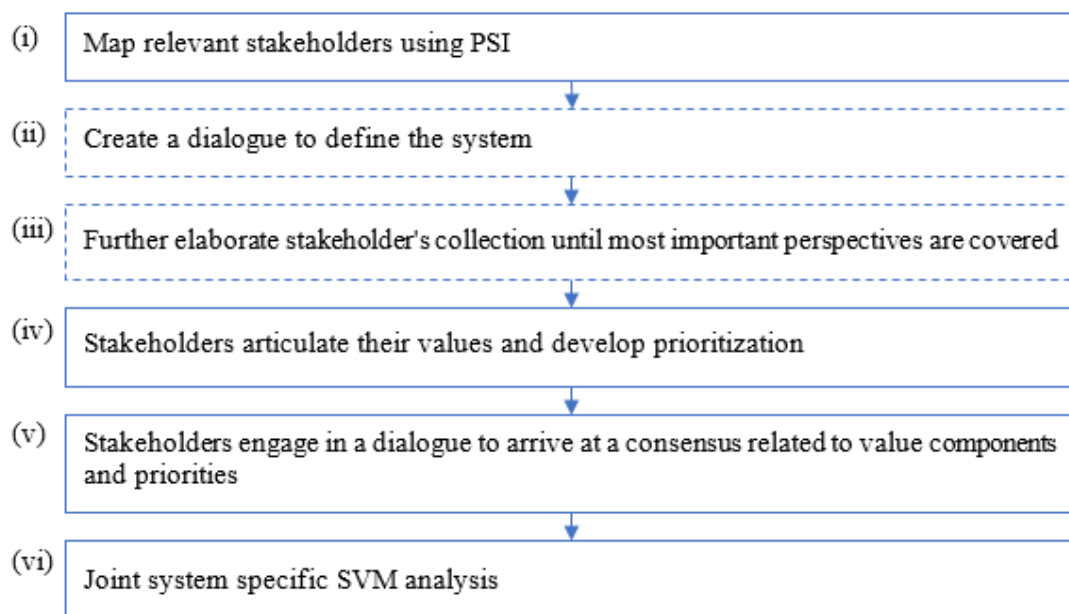 (i) Map relevant stakeholders using PSI
(ii) Create a dialogue to define the system
(iii) Further elaborate stakeholder's collection until most important perspectives are covered
(iv) Stakeholders articulate their values and develop prioritization
(v) Stakeholders engage in a dialogue to arrive at a consensus related to value components
and priorities
(vi) Joint system specific SVM analysis